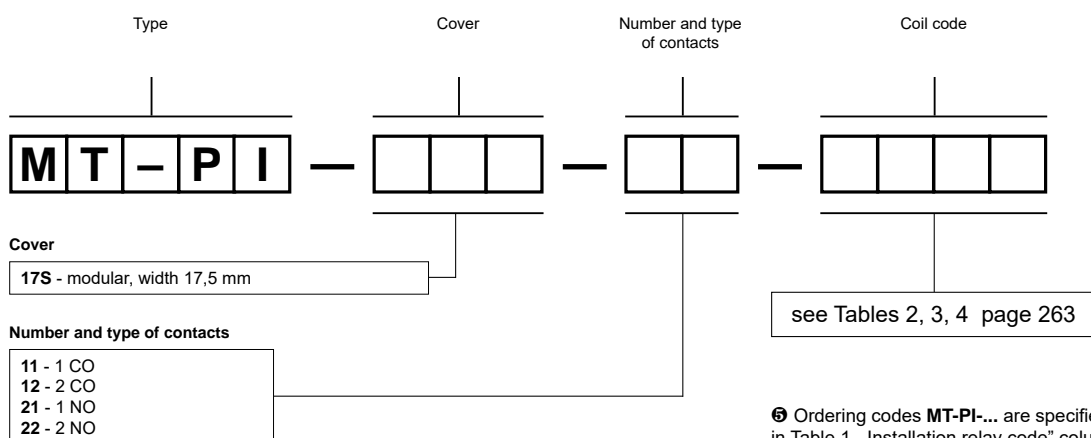 Type
Cover
Number and type
of contacts
Coil code
MT–PI — —  —
Cover
17S - modular, width 17,5 mm
Number and type of contacts
11 - 1 CO
12 - 2 CO
21 - 1 NO
22 - 2 NO
see Tables 2, 3, 4 page 263
❺ Ordering codes MT-PI-... are specifie
in Table 1 „Installation relay code” colu